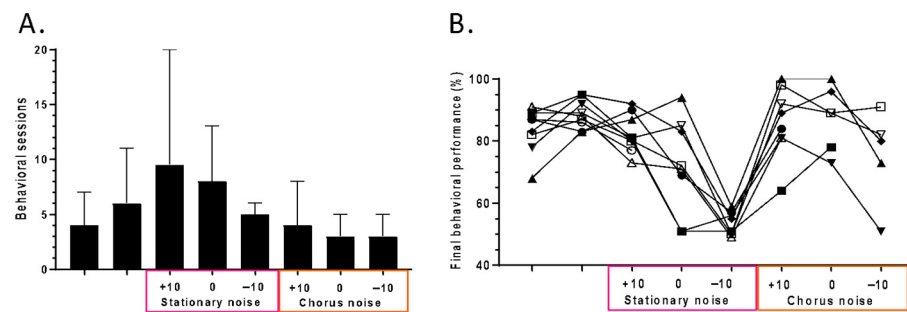 A.
20
15
10
5
0
Behavioral sessions
+10 0 –10 +10 0 –10
Stationary noise Chorus noise
B.
100
80
60
40
Final behavioral performance (%)
+10 0 –10 +10 0 –10
Stationary noise Chorus noise